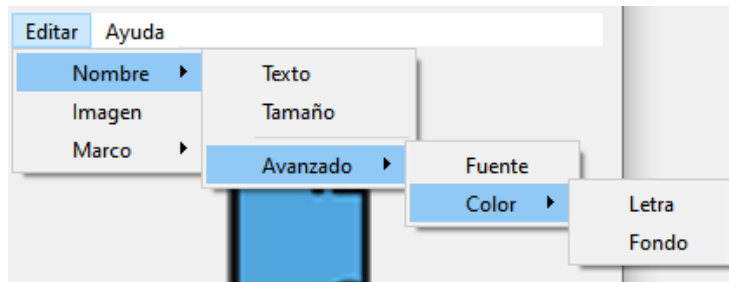 Editar Ayuda
Nombre Texto
Imagen Tamaño
Marco Avanzado Fuente
Color Letra
Fondo